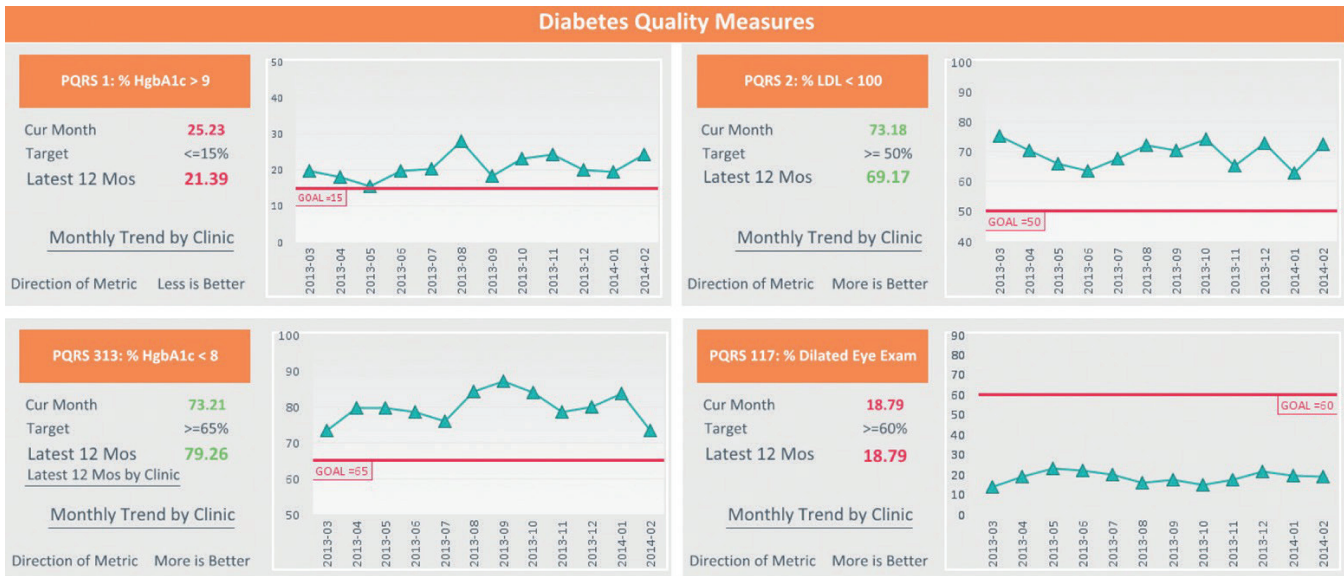 Diabetes Quality Measures
PQRS 1: % HgbA1c > 9
Cur Month 25.23
Target <=15%
Latest 12 Mos 21.39
Monthly Trend by Clinic
Direction of Metric Less is Better
50
40
30
20
10
0
GOAL =15
2013-03
2013-04
2013-05
2013-06
2013-07
2013-08
2013-09
2013-10
2013-11
2013-12
2014-01
2014-02
PQRS 2: % LDL < 100
Cur Month 73.18
Target >= 50%
Latest 12 Mos 69.17
Monthly Trend by Clinic
Direction of Metric More is Better
100
90
80
70
60
50
40
GOAL =50
2013-03
2013-04
2013-05
2013-06
2013-07
2013-08
2013-09
2013-10
2013-11
2013-12
2014-01
2014-02
PQRS 313: % HgbA1c < 8
Cur Month 73.21
Target >=65%
Latest 12 Mos 79.26
Latest 12 Mos by Clinic
Monthly Trend by Clinic
Direction of Metric More is Better
100
90
80
70
60
50
GOAL =65
2013-03
2013-04
2013-05
2013-06
2013-07
2013-08
2013-09
2013-10
2013-11
2013-12
2014-01
2014-02
PQRS 117: % Dilated Eye Exam
Cur Month 18.79
Target >=60%
Latest 12 Mos 18.79
Monthly Trend by Clinic
Direction of Metric More is Better
90
80
70
60
50
40
30
20
10
0
GOAL =60
2013-03
2013-04
2013-05
2013-06
2013-07
2013-08
2013-09
2013-10
2013-11
2013-12
2014-01
2014-02